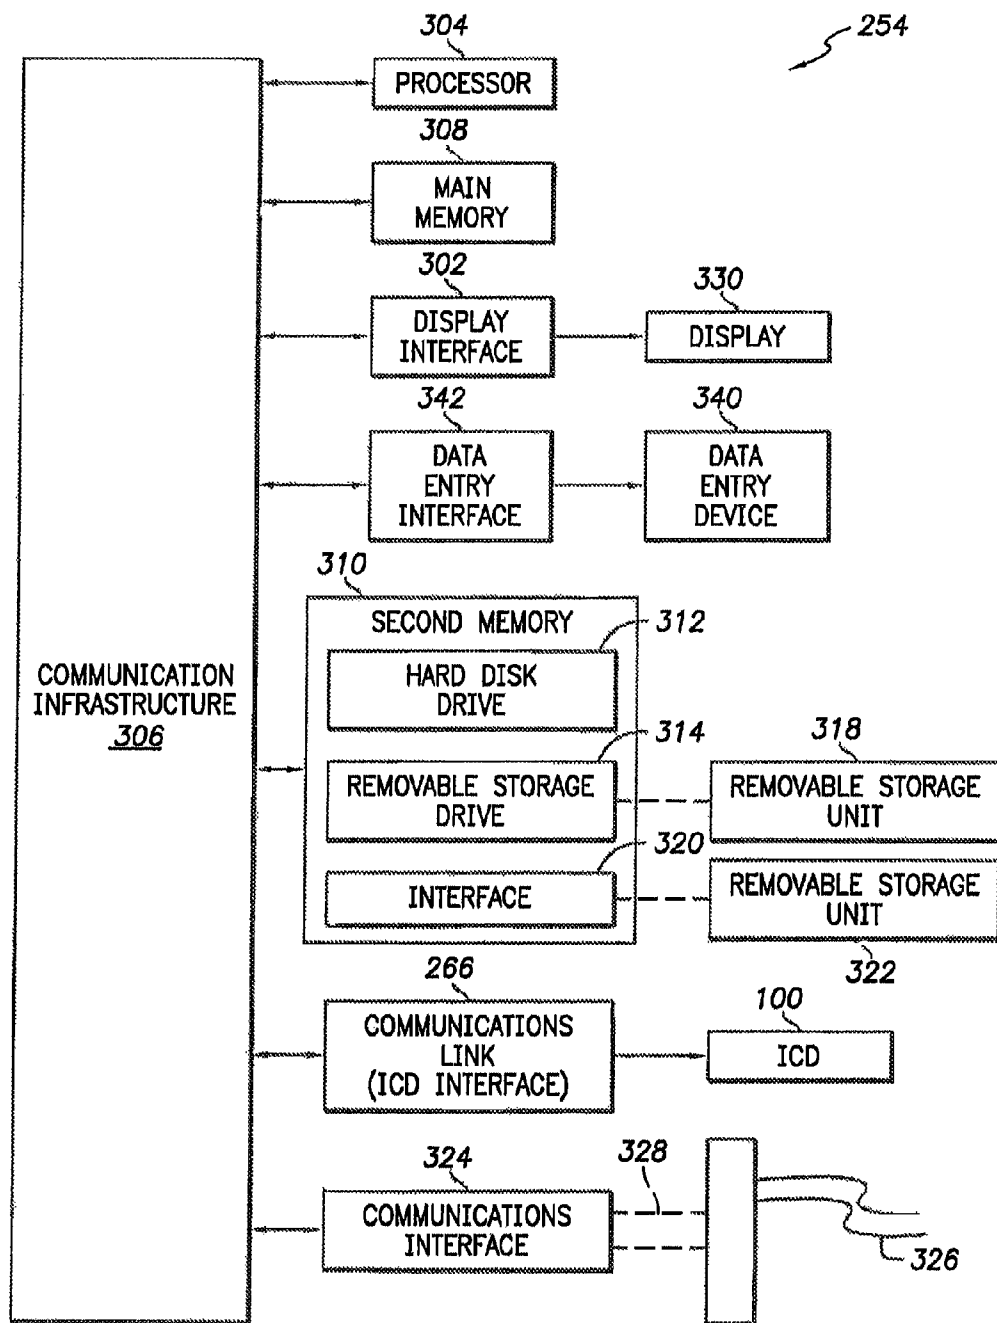 304
254
PROCESSOR
308
MAIN
MEMORY
302
330
DISPLAY
INTERFACE
DISPLAY
342
340
DATA
ENTRY
INTERFACE
DATA
ENTRY
DEVICE
310
SECOND MEMORY
312
HARD DISK
DRIVE
COMMUNICATION
INFRASTRUCTURE
306
314
318
REMOVABLE STORAGE
DRIVE
REMOVABLE STORAGE
UNIT
320
INTERFACE
REMOVABLE STORAGE
UNIT
322
266
100
COMMUNICATIONS
LINK
(ICD INTERFACE)
ICD
324
328
COMMUNICATIONS
INTERFACE
326